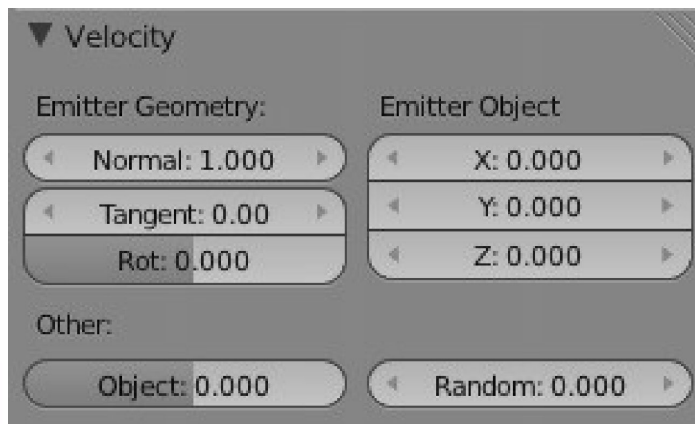 Velocity
Emitter Geometry:
Normal: 1.000
Tangent: 0.00
Rot: 0.000
Emitter Object
X: 0.000
Y: 0.000
Z: 0.000
Other:
Object: 0.000
Random: 0.000